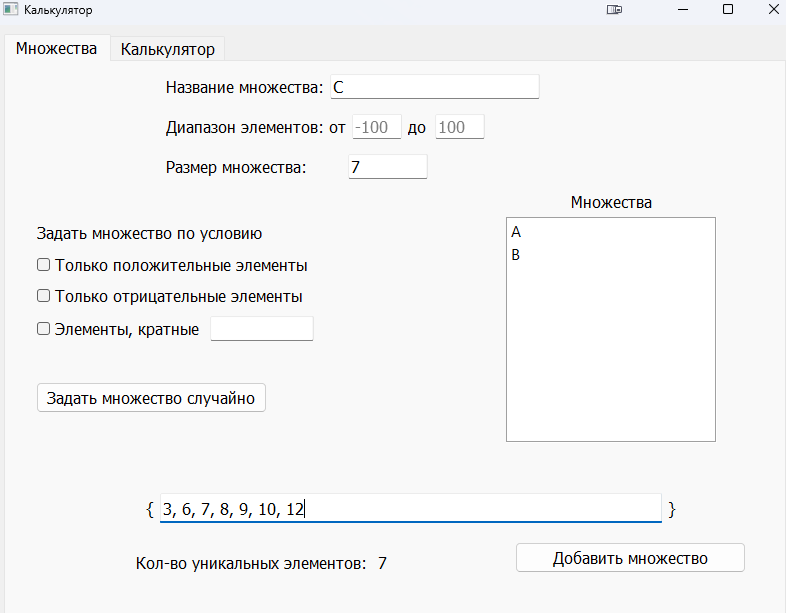 Калькулятор
Множества Калькулятор
Название множества: C
Диапазон элементов: от -100 до 100
Размер множества: 7
Множества
A
B
Задать множество по условию
Только положительные элементы
Только отрицательные элементы
Элементы, кратные
Задать множество случайно
{ 3, 6, 7, 8, 9, 10, 12 }
Кол-во уникальных элементов: 7
Добавить множество